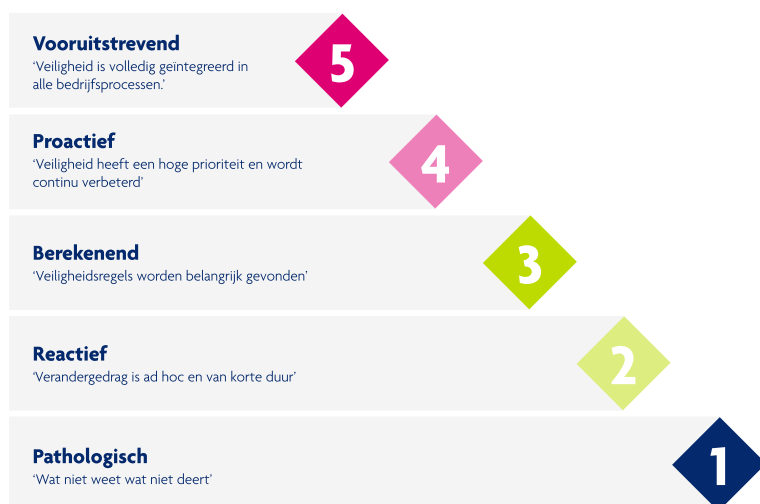 Vooruitstrevend
‘Veiligheid is volledig geïntegreerd in
alle bedrijfsprocessen.’
5
Proactief
‘Veiligheid heeft een hoge prioriteit en wordt
continu verbeterd’
4
Berekenend
‘Veiligheidsregels worden belangrijk gevonden’
3
Reactief
‘Verandergedrag is ad hoc en van korte duur’
2
Pathologisch
‘Wat niet weet wat niet deert’
1